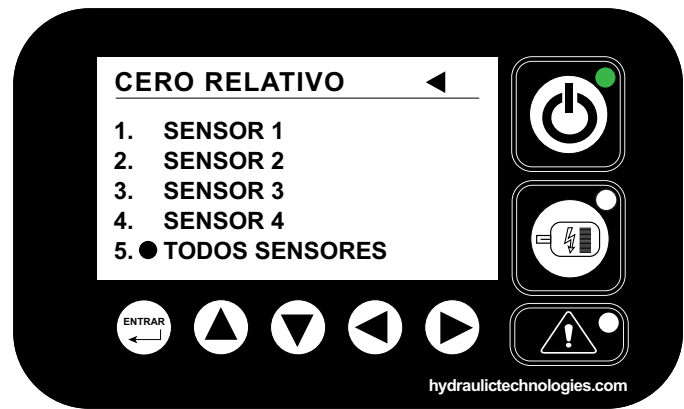 CERO RELATIVO
1. SENSOR 1
2. SENSOR 2
3. SENSOR 3
4. SENSOR 4
5. TODOS SENSORES
ENTRAR
hydraulictechnologies.com